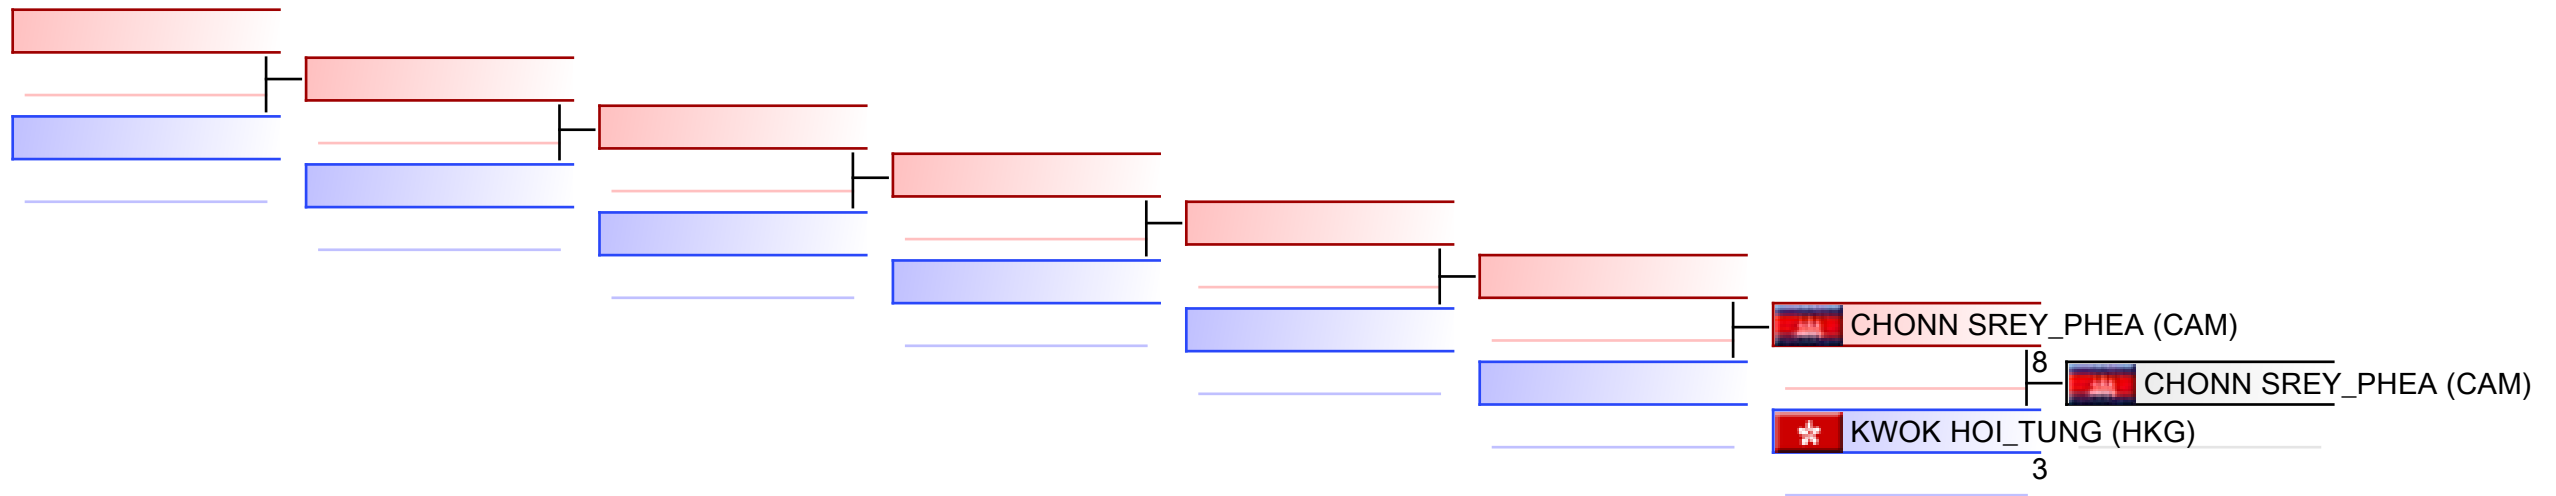 CHONN SREY_PHEA (CAM)
8
CHONN SREY_PHEA (CAM)
KWOK HOI_TUNG (HKG)
3